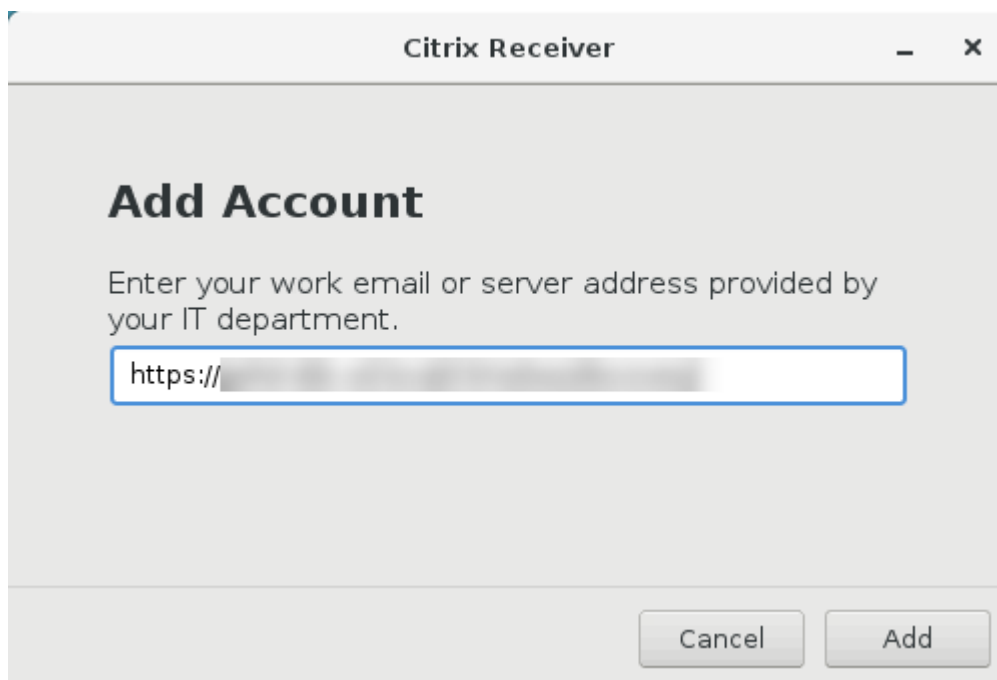 Citrix Receiver
Add Account
Enter your work email or server address provided by
your IT department.
https://
Cancel
Add